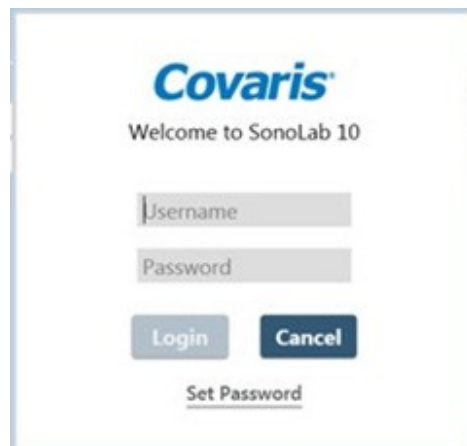 Covaris
Welcome to SonoLab 10
Username
Password
Login Cancel
Set Password